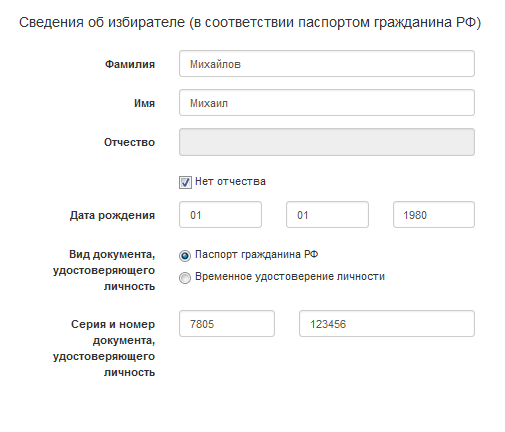 Сведения об избирателе (в соответствии паспортом гражданина РФ)
Фамилия
Михайлов
Имя
Михаил
Отчество
Нет отчества
Дата рождения
01
01
1980
Вид документа,
удостоверяющего
личность
Паспорт гражданина РФ
Временное удостоверение личности
Серия и номер
документа,
удостоверяющего
личность
7805
123456